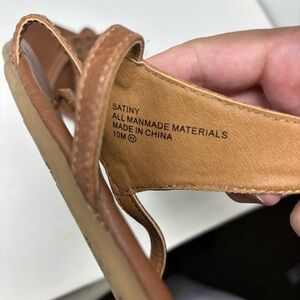 SATINY
ALL MANMADE MATERIALS
MADE IN CHINA
10M